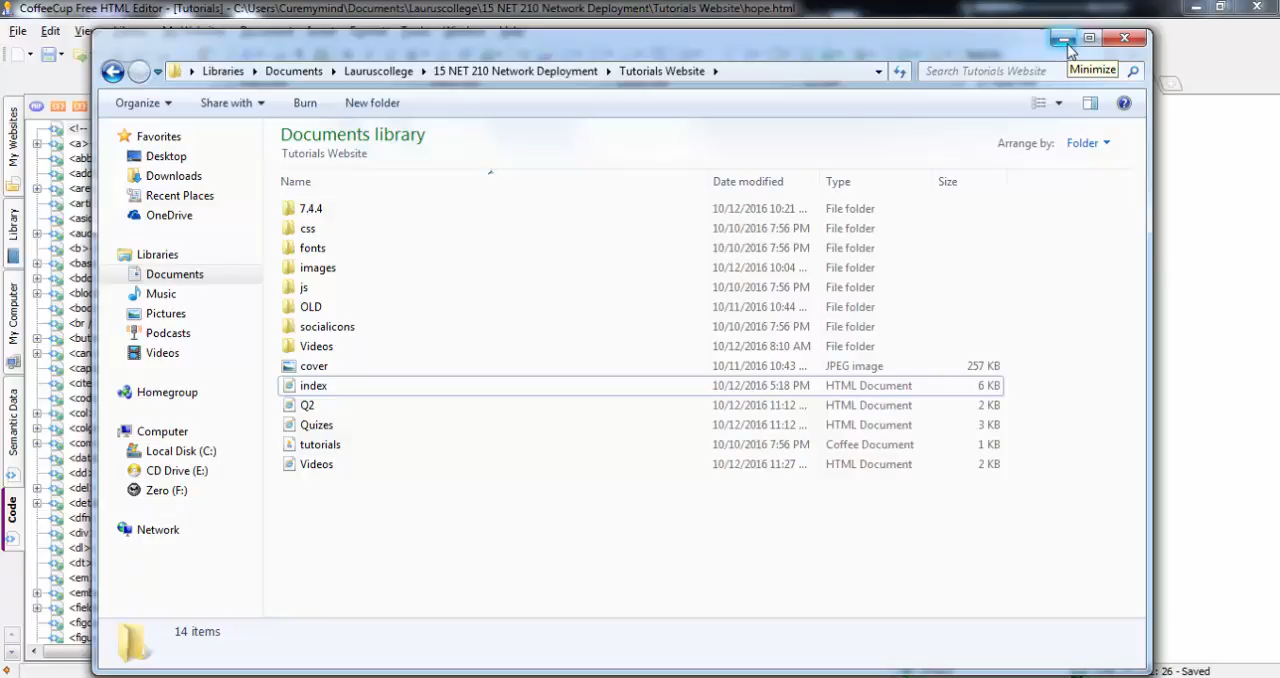 CoffeeCup Free HTML Editor - [Tutorials] - C:\Users\Curemymind\Documents\Lauruscollege\15 NET 210 Network Deployment\Tutorials Website\hope.html
File Edit
Libraries Documents Lauruscollege 15 NET 210 Network Deployment Tutorials Website Search Tutorials Website
Minimize
Organize Share with Burn New folder
Documents library
Tutorials Website
Arrange by: Folder
Name Date modified Type Size
7.4.4 10/12/2016 10:21 ... File folder
css 10/10/2016 7:56 PM File folder
fonts 10/10/2016 7:56 PM File folder
images 10/12/2016 10:04 ... File folder
js 10/10/2016 7:56 PM File folder
OLD 10/11/2016 10:44 ... File folder
socialicons 10/10/2016 7:56 PM File folder
Videos 10/12/2016 8:10 AM File folder
cover 10/11/2016 10:43 ... JPEG image 257 KB
index 10/12/2016 5:18 PM HTML Document 6 KB
Q2 10/12/2016 11:12 ... HTML Document 2 KB
Quizes 10/12/2016 11:12 ... HTML Document 3 KB
tutorials 10/10/2016 7:56 PM Coffee Document 1 KB
Videos 10/12/2016 11:27 ... HTML Document 2 KB
Favorites
Desktop
Downloads
Recent Places
OneDrive
Libraries
Documents
Music
Pictures
Podcasts
Videos
Homegroup
Computer
Local Disk (C:)
CD Drive (E:)
Zero (F:)
Network
14 items
My Websites
Library
My Computer
Semantic Data
Code
<!--
<a>
<b>
<br />
<dl>
<dt>
: 26 - Saved